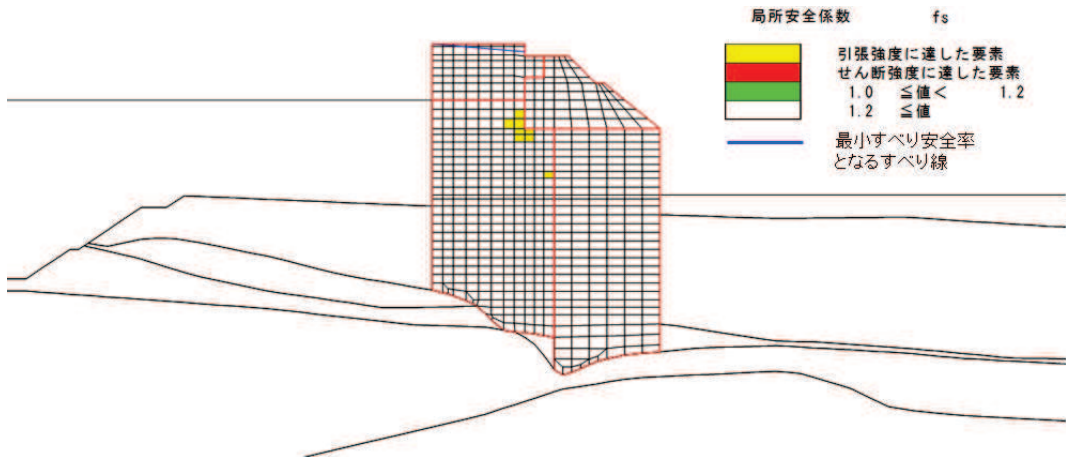 局所安全係数 fs
引張強度に達した要素
せん断強度に達した要素
1.0 ≦値< 1.2
1.2 ≦値
最小すべり安全率
となるすべり線